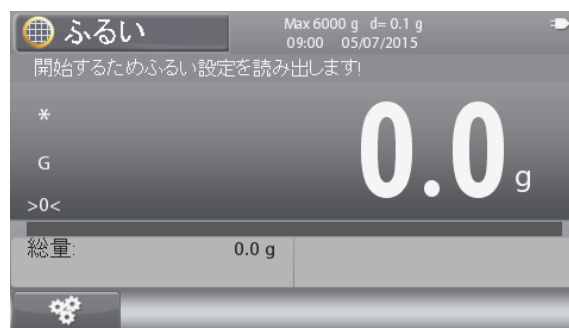 ふるい
Max 6000 g d= 0.1 g
09:00 05/07/2015
開始するためふるい設定を読み出します!
*
G
>0<
0.0 g
総量: 0.0 g